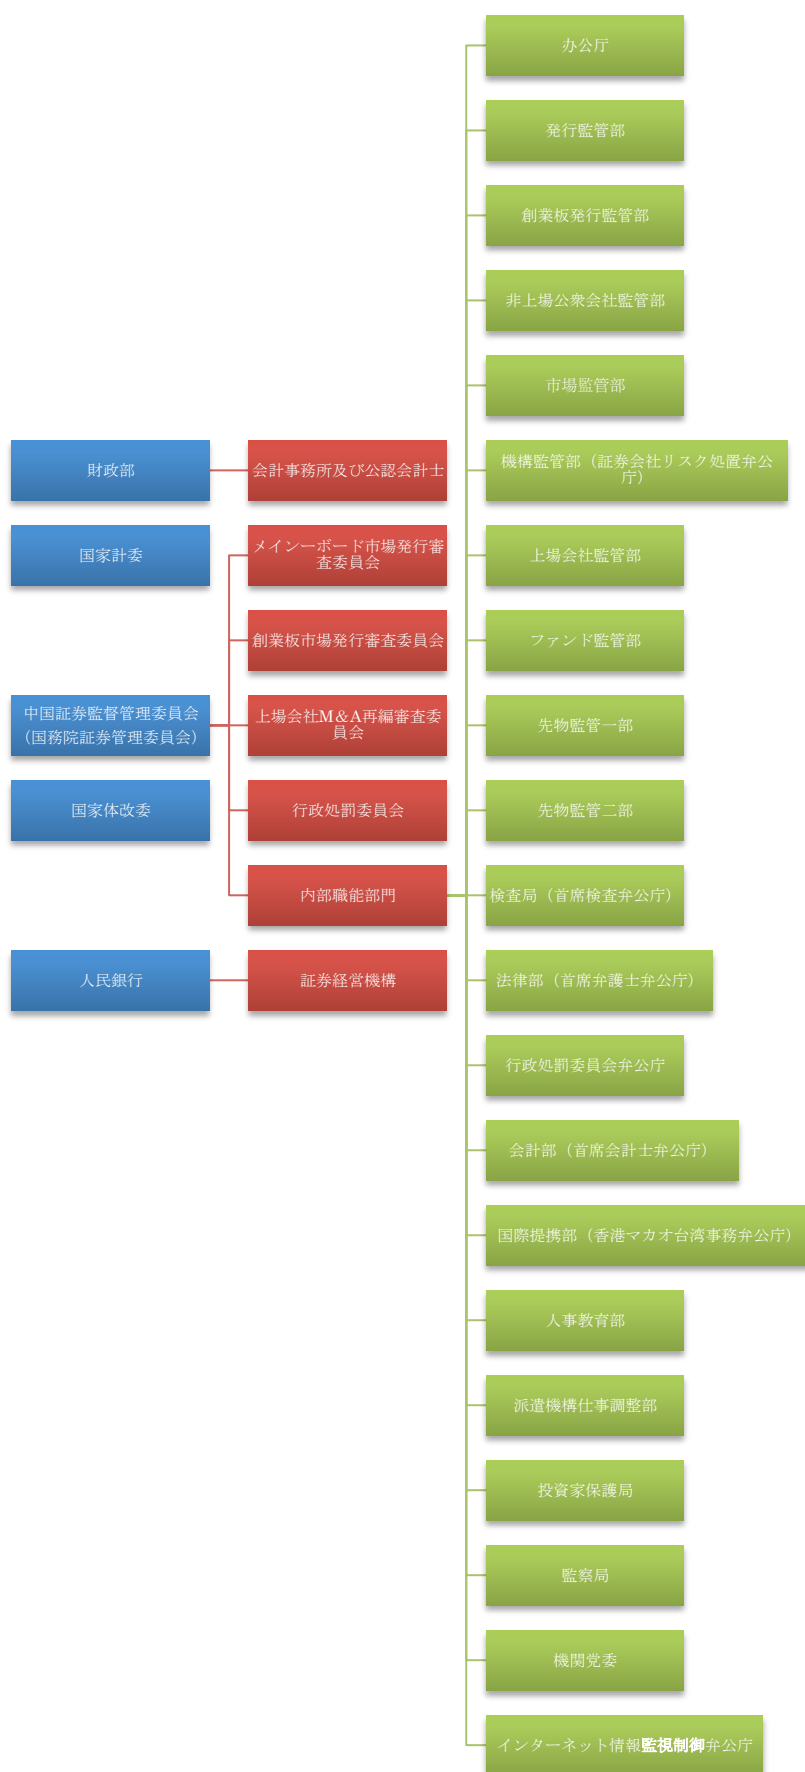 財政部
国家計委
中国証券監督管理委員会
（国務院証券管理委員会）
国家体改委
人民銀行
会計事務所及び公認会計士
メインーボード市場発行審
査委員会
創業板市場発行審査委員会
上場会社M＆A再編審査委
員会
行政処罰委員会
内部職能部門
証券経営機構
办公厅
発行監管部
創業板発行監管部
非上場公衆会社監管部
市場監管部
機構監管部（証券会社リスク処置弁公
庁）
上場会社監管部
ファンド監管部
先物監管一部
先物監管二部
検査局（首席検査弁公庁）
法律部（首席弁護士弁公庁）
行政処罰委員会弁公庁
会計部（首席会計士弁公庁）
国際提携部（香港マカオ台湾事務弁公庁）
人事教育部
派遣機構仕事調整部
投資家保護局
監察局
機関党委
インターネット情報監視制御弁公庁